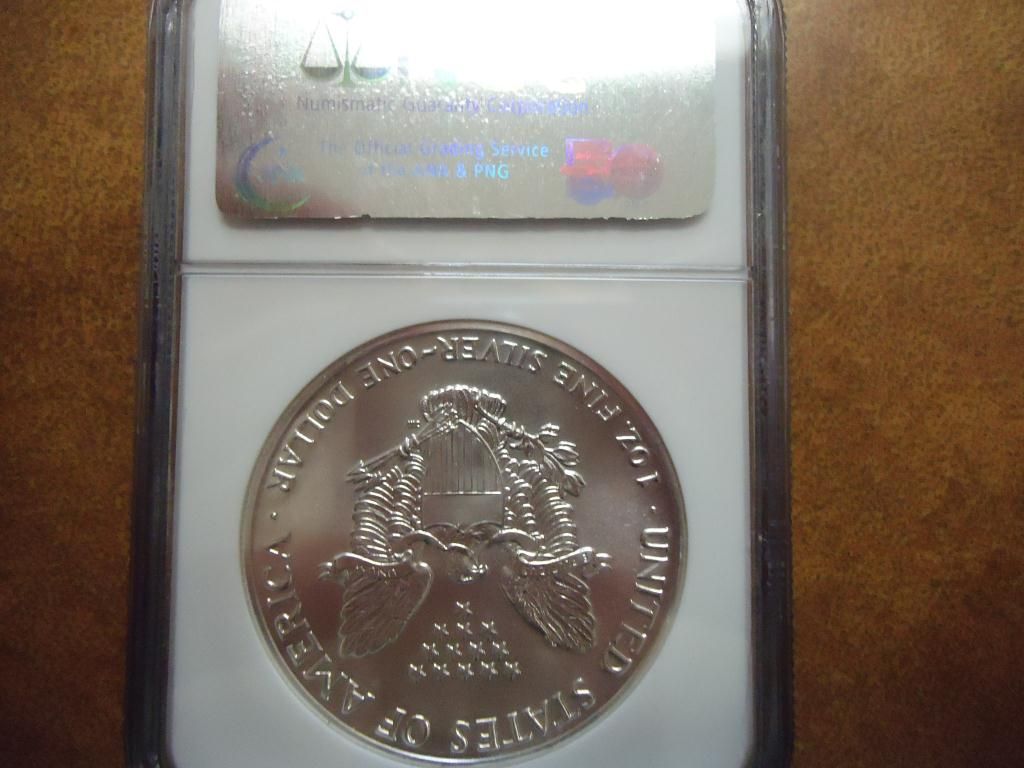 Numismatic Guaranty Corporation
The Official Grading Service
of the ANA & PNG
UNITED STATES OF AMERICA
1 OZ. FINE SILVER~ONE DOLLAR